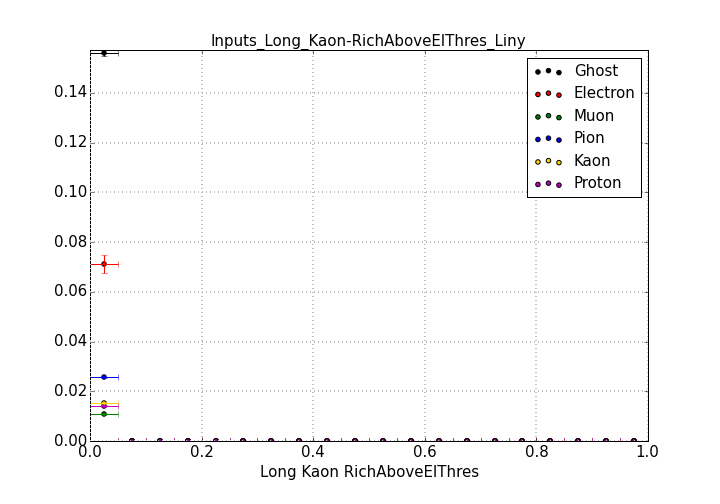 Inputs_Long_Kaon-RichAboveElThres_Liny
0.14
0.12
0.10
0.08
0.06
0.04
0.02
0.00
Ghost
Electron
Muon
Pion
Kaon
Proton
0.0 0.2 0.4 0.6 0.8 1.0
Long Kaon RichAboveElThres